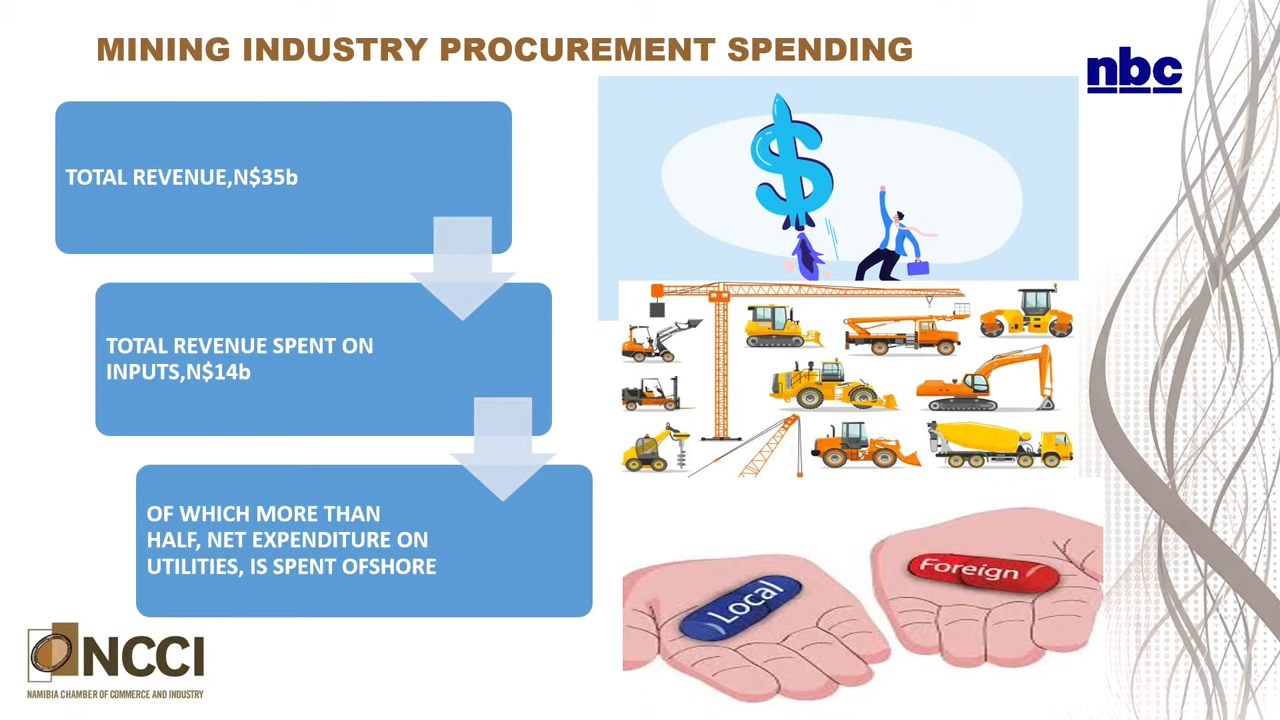 MINING INDUSTRY PROCUREMENT SPENDING
nbc
TOTAL REVENUE,N$35b
TOTAL REVENUE SPENT ON
INPUTS,N$14b
OF WHICH MORE THAN
HALF, NET EXPENDITURE ON
UTILITIES, IS SPENT OFSHORE
Local
Foreign
NCCI
NAMIBIA CHAMBER OF COMMERCE AND INDUSTRY